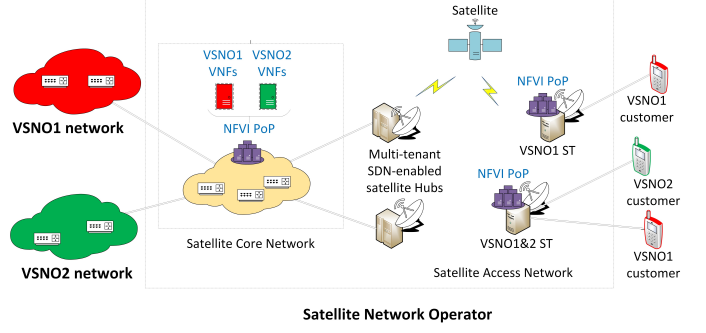 Satellite
VSNO1
VNFs
VSNO2
VNFs
NFVI PoP
VSNO1 network
NFVI PoP
VSNO1
customer
VSNO1 ST
Multi-tenant
SDN-enabled
satellite Hubs
NFVI PoP
VSNO2
customer
VSNO2 network
Satellite Core Network
VSNO1&2 ST
VSNO1
customer
Satellite Access Network
Satellite Network Operator